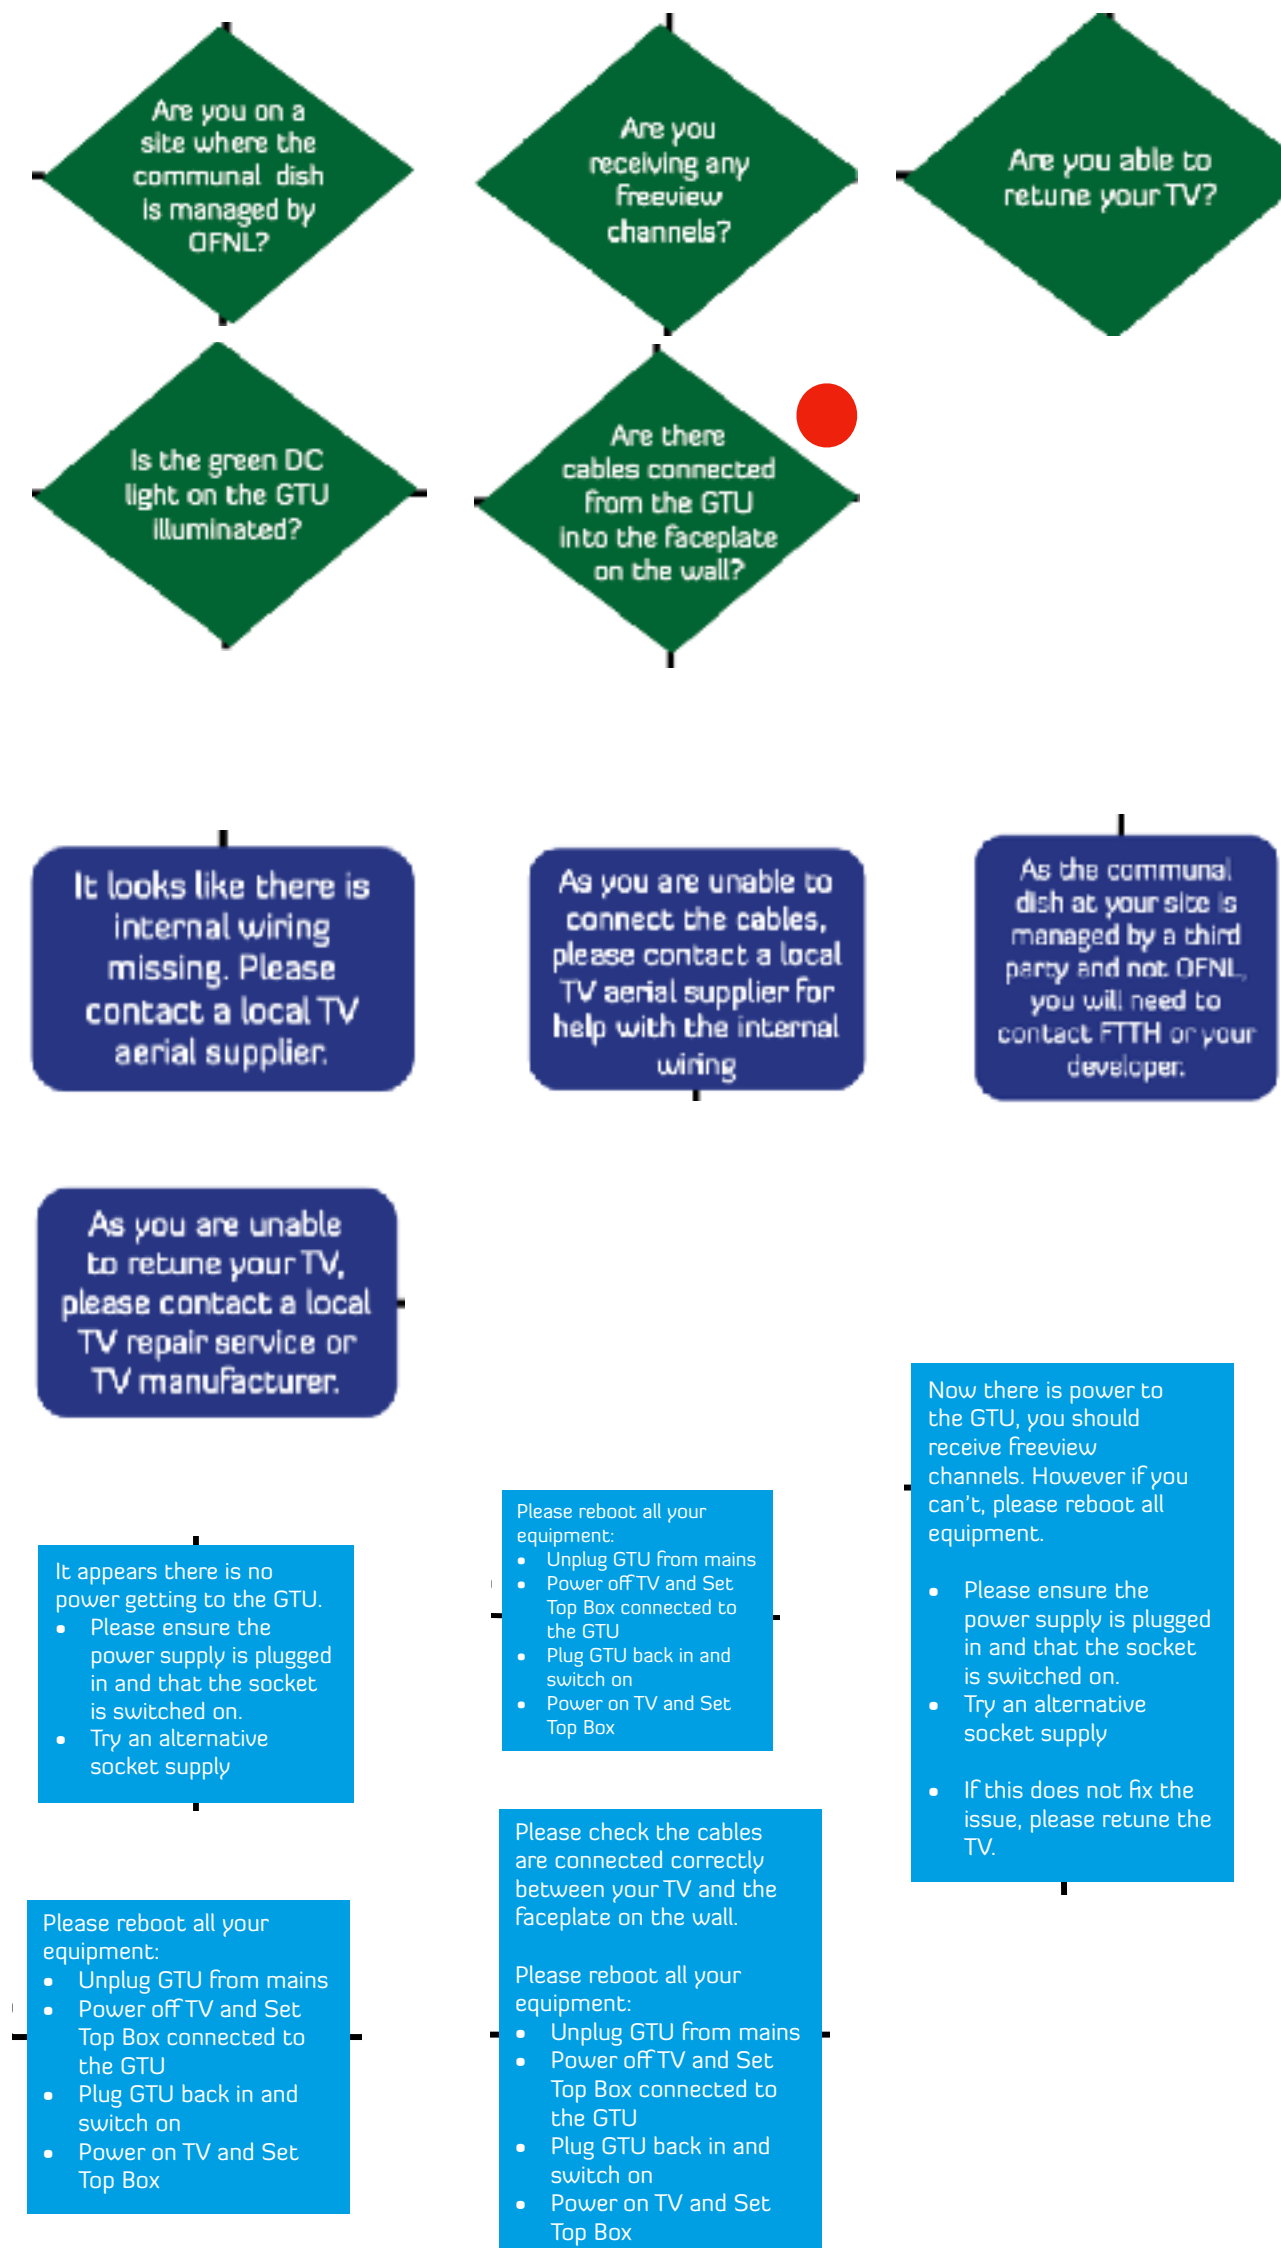 Are you on a
site where the
communal dish
is managed by
OFNL?
Are you
receiving any
freeview
channels?
Are you able to
retune your TV?
Is the green DC
light on the GTU
illuminated?
Are there
cables connected
from the GTU
into the faceplate
on the wall?
It looks like there is
internal wiring
missing. Please
contact a local TV
aerial supplier.
As you are unable to
connect the cables,
please contact a local
TV aerial supplier for
help with the internal
wiring
As the communal
dish at your site is
managed by a third
party and not OFNL,
you will need to
contact FTTH or your
developer.
As you are unable
to retune your TV,
please contact a local
TV repair service or
TV manufacturer.
Now there is power to
the GTU, you should
receive freeview
channels. However if you
can't, please reboot all
equipment.
• Please ensure the
power supply is plugged
in and that the socket
is switched on.
• Try an alternative
socket supply
• If this does not fix the
issue, please retune the
TV.
Please reboot all your
equipment:
• Unplug GTU from mains
• Power off TV and Set
Top Box connected to
the GTU
• Plug GTU back in and
switch on
• Power on TV and Set
Top Box
It appears there is no
power getting to the GTU.
• Please ensure the
power supply is plugged
in and that the socket
is switched on.
• Try an alternative
socket supply
Please check the cables
are connected correctly
between your TV and the
faceplate on the wall.
Please reboot all your
equipment:
• Unplug GTU from mains
• Power off TV and Set
Top Box connected to
the GTU
• Plug GTU back in and
switch on
• Power on TV and Set
Top Box
Please reboot all your
equipment:
• Unplug GTU from mains
• Power off TV and Set
Top Box connected to
the GTU
• Plug GTU back in and
switch on
• Power on TV and Set
Top Box